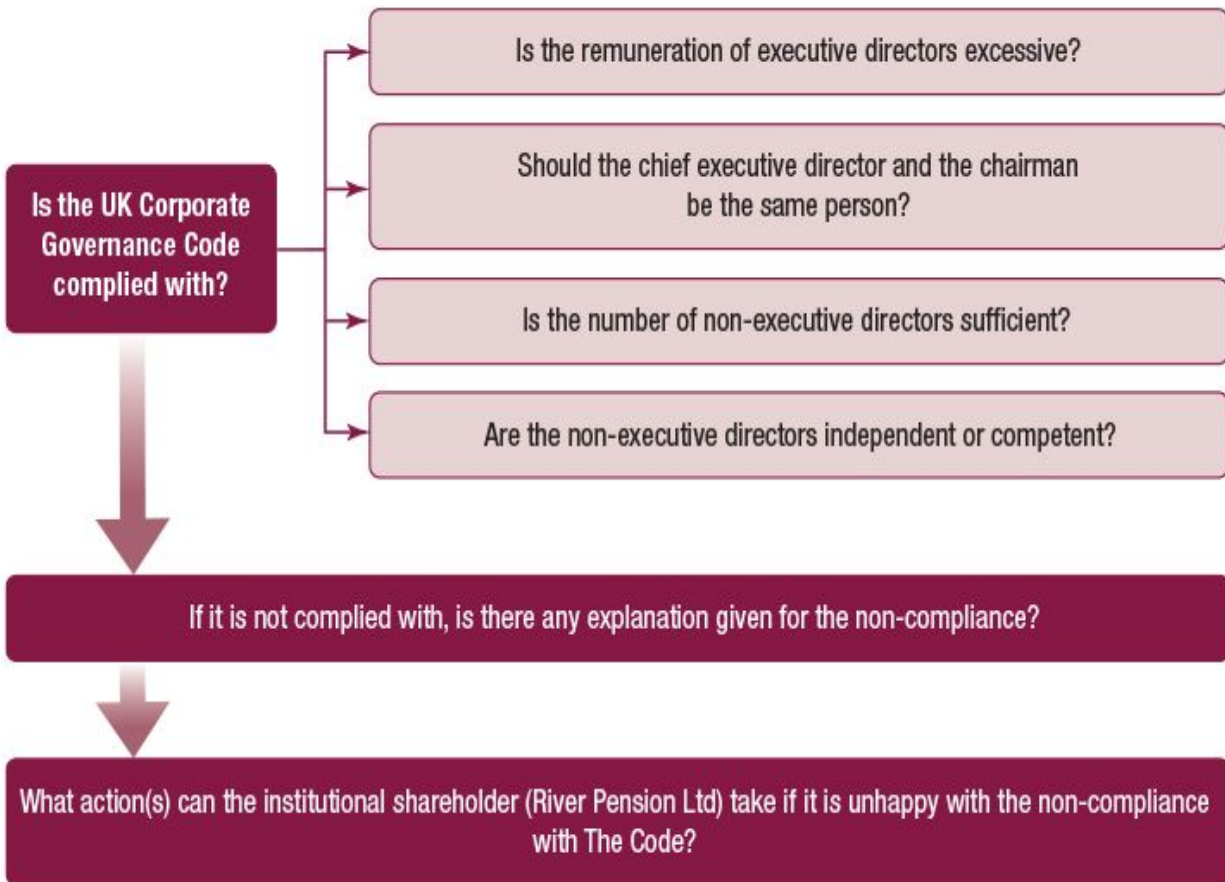 Is the remuneration of executive directors excessive?
Should the chief executive director and the chairman
be the same person?
Is the UK Corporate
Governance Code
complied with?
Is the number of non-executive directors sufficient?
Are the non-executive directors independent or competent?
If it is not complied with, is there any explanation given for the non-compliance?
What action(s) can the institutional shareholder (River Pension Ltd) take if it is unhappy with the non-compliance
with The Code?